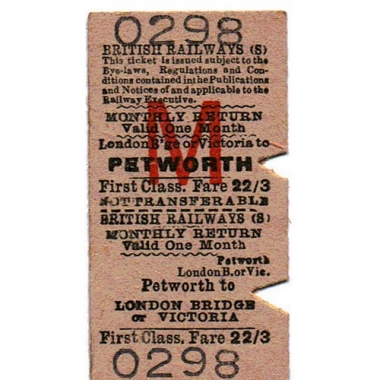 0298
BRITISH RAILWAYS (S)
This ticket is issued subject to the
Bye-laws, Regulations and Con-
ditions contained in the Publications
and Notices of and applicable to the
Railway Executive.
MONTHLY RETURN
Valid One Month
London B'ge or Victoria to
PETWORTH
M
First Class. Fare 22/3
NOT TRANSFERABLE
BRITISH RAILWAYS (S)
MONTHLY RETURN
Valid One Month
Petworth
London B. or Vic.
Petworth to
LONDON BRIDGE
or VICTORIA
First Class. Fare 22/3
0298